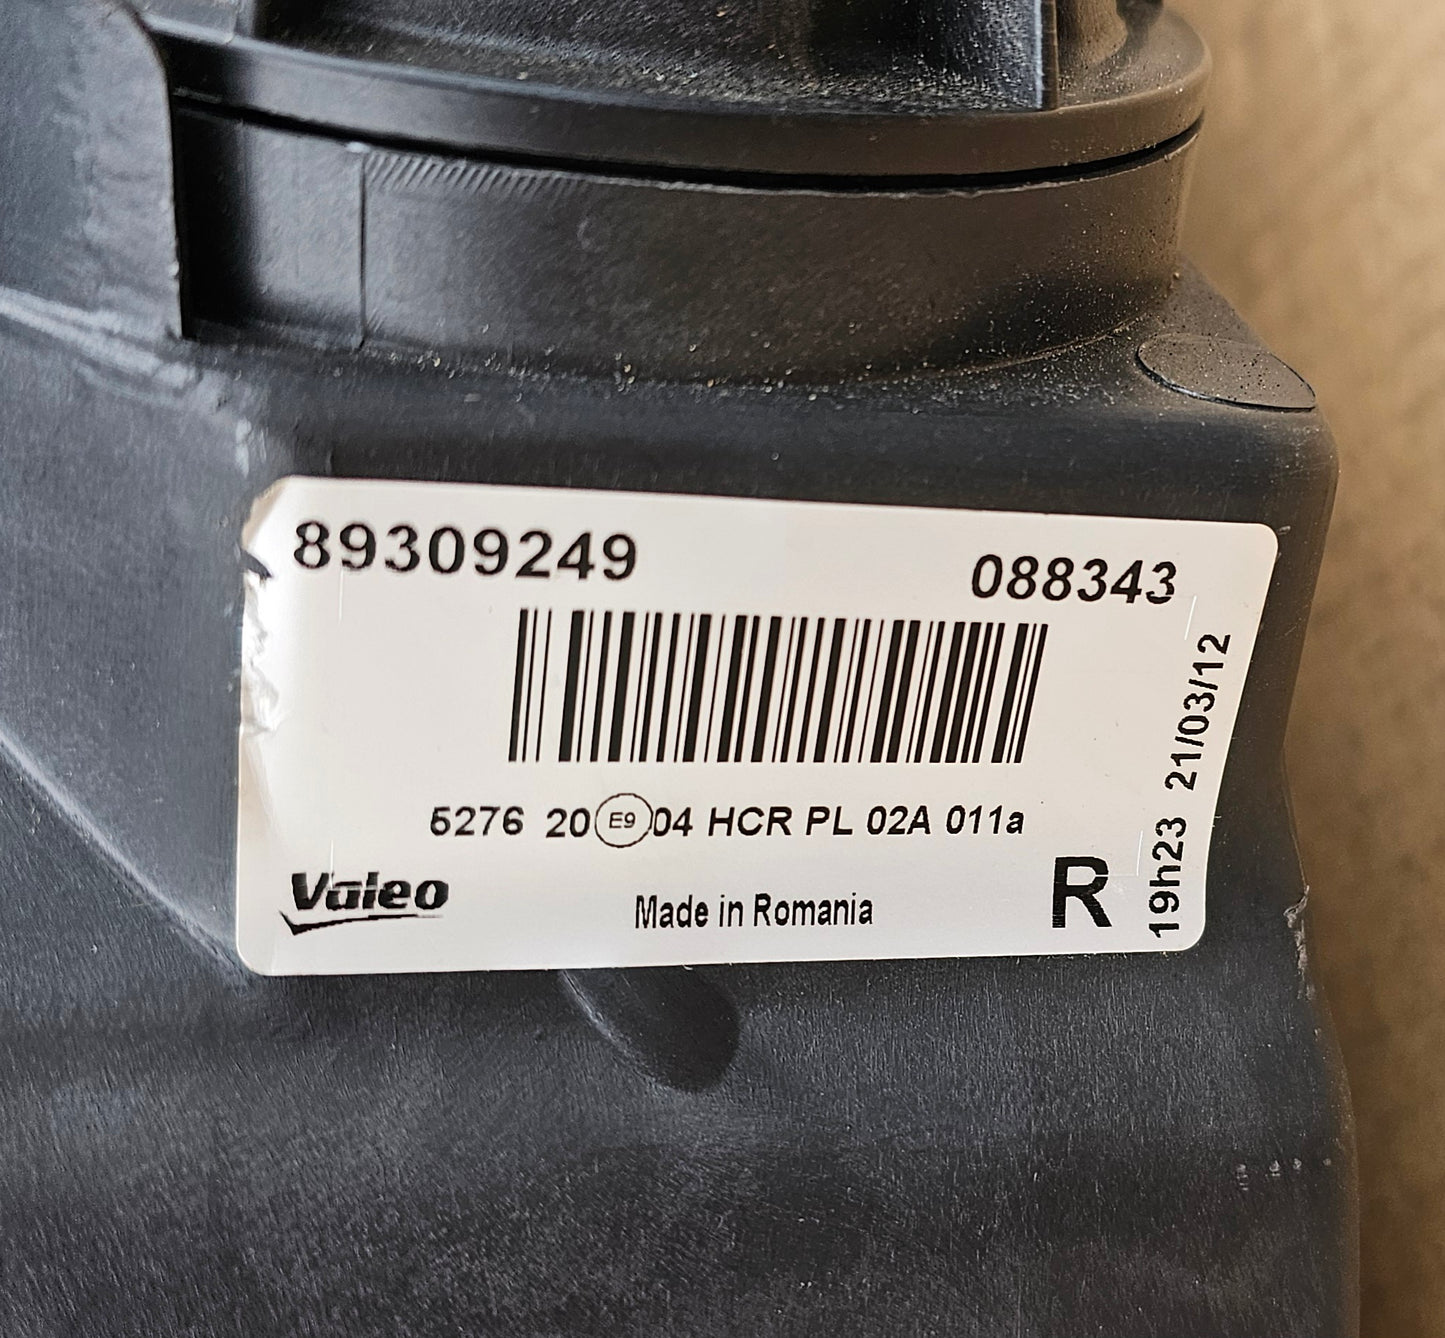 89309249
088343
5276 20 E9 04 HCR PL 02A 011a
Valeo
Made in Romania
R
19h23 21/03/12